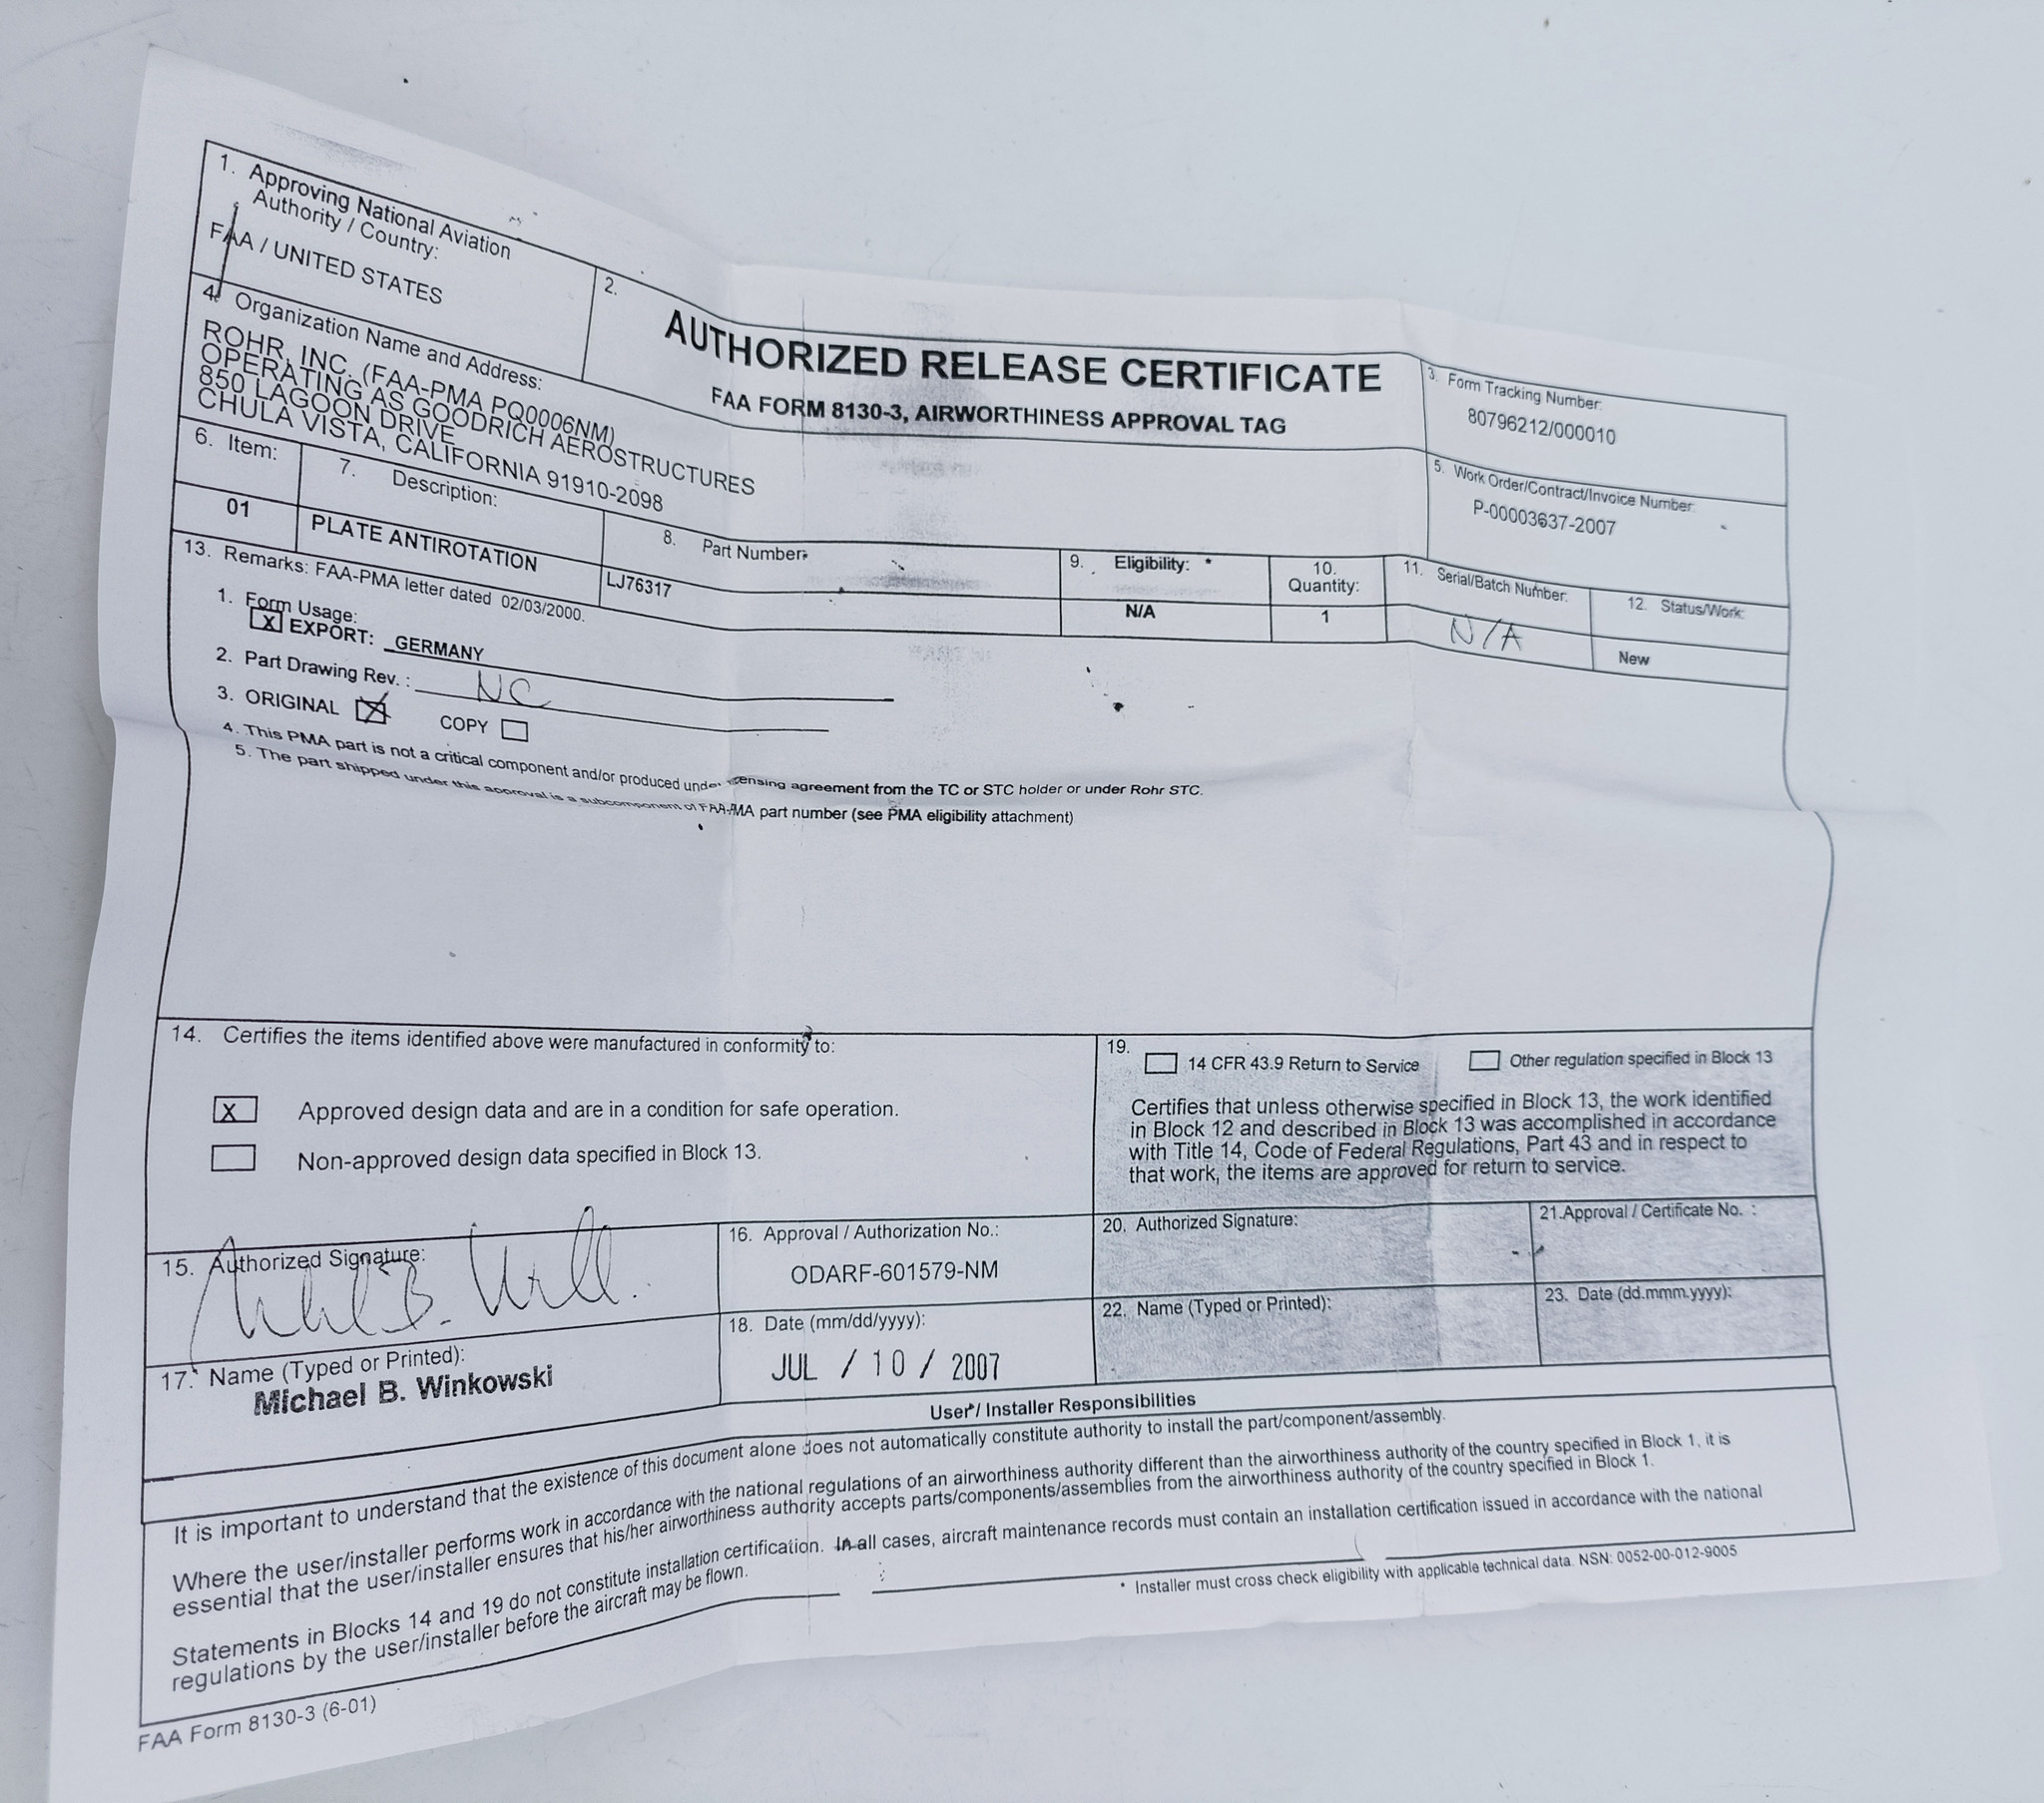 1. Approving National Aviation
Authority / Country:
FAA / UNITED STATES
2.
AUTHORIZED RELEASE CERTIFICATE
FAA FORM 8130-3, AIRWORTHINESS APPROVAL TAG
3. Form Tracking Number:
80796212/000010
4. Organization Name and Address:
ROHR, INC. (FAA-PMA PQ0006NM)
OPERATING AS GOODRICH AEROSTRUCTURES
850 LAGOON DRIVE
CHULA VISTA, CALIFORNIA 91910-2098
5. Work Order/Contract/Invoice Number:
P-00003637-2007
6. Item:
7. Description:
8. Part Number:
9. Eligibility: *
10.
Quantity:
11. Serial/Batch Number:
12. Status/Work:
01
PLATE ANTIROTATION
LJ76317
N/A
1
N/A
New
13. Remarks: FAA-PMA letter dated 02/03/2000.
1. Form Usage:
X EXPORT: GERMANY
2. Part Drawing Rev. : NC
3. ORIGINAL X COPY
4. This PMA part is not a critical component and/or produced under agreement from the TC or STC holder or under Rohr STC.
5. The part shipped under this approval is a subcomponent of FAA-PMA part number (see PMA eligibility attachment)
14. Certifies the items identified above were manufactured in conformity to:
X Approved design data and are in a condition for safe operation.
Non-approved design data specified in Block 13.
19.
14 CFR 43.9 Return to Service
Other regulation specified in Block 13
Certifies that unless otherwise specified in Block 13, the work identified
in Block 12 and described in Block 13 was accomplished in accordance
with Title 14, Code of Federal Regulations, Part 43 and in respect to
that work, the items are approved for return to service.
15. Authorized Signature:
16. Approval / Authorization No.:
ODARF-601579-NM
20. Authorized Signature:
21.Approval / Certificate No. :
17. Name (Typed or Printed):
Michael B. Winkowski
18. Date (mm/dd/yyyy):
JUL / 10 / 2007
22. Name (Typed or Printed):
23. Date (dd.mmm.yyyy):
User / Installer Responsibilities
It is important to understand that the existence of this document alone does not automatically constitute authority to install the part/component/assembly.
Where the user/installer performs work in accordance with the national regulations of an airworthiness authority different than the airworthiness authority of the country specified in Block 1, it is
essential that the user/installer ensures that his/her airworthiness authority accepts parts/components/assemblies from the airworthiness authority of the country specified in Block 1.
Statements in Blocks 14 and 19 do not constitute installation certification. In all cases, aircraft maintenance records must contain an installation certification issued in accordance with the national
regulations by the user/installer before the aircraft may be flown.
* Installer must cross check eligibility with applicable technical data. NSN: 0052-00-012-9005
FAA Form 8130-3 (6-01)